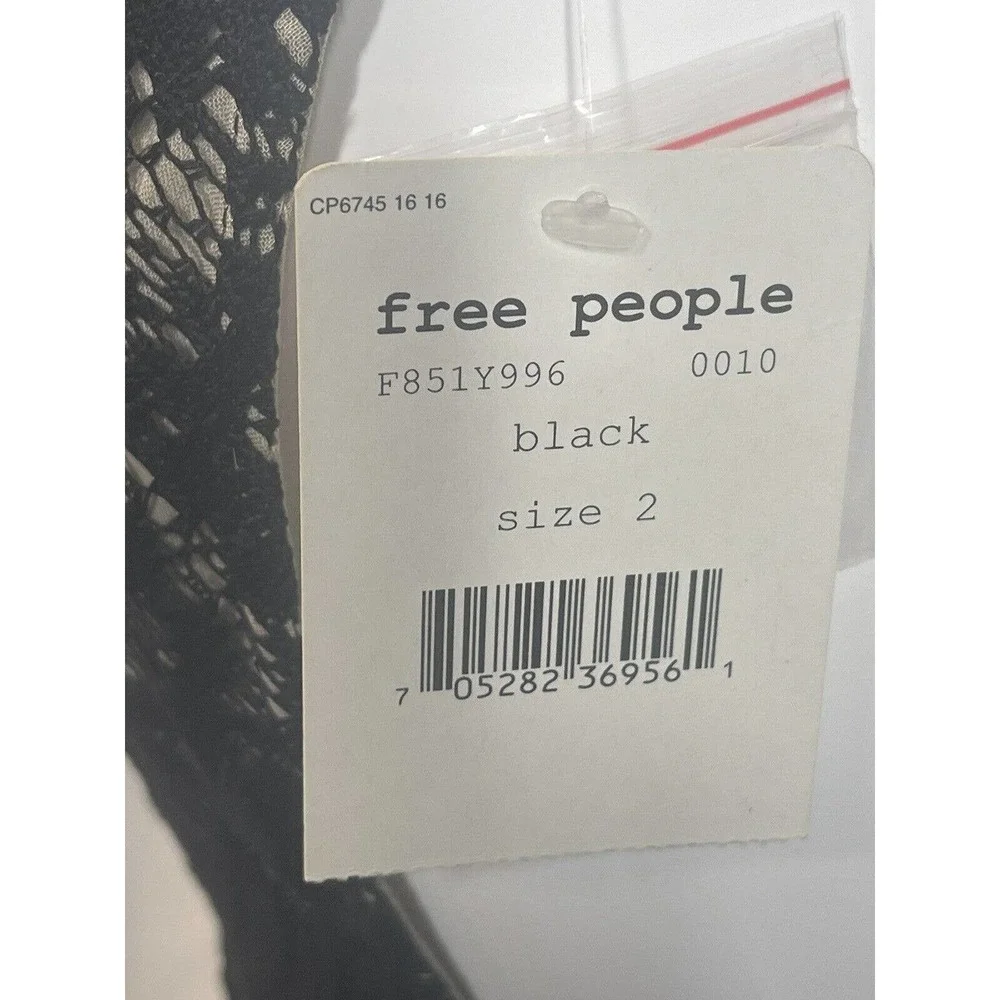 CP6745 16 16
free people
F851Y996 0010
black
size 2
7 05282 36956 1